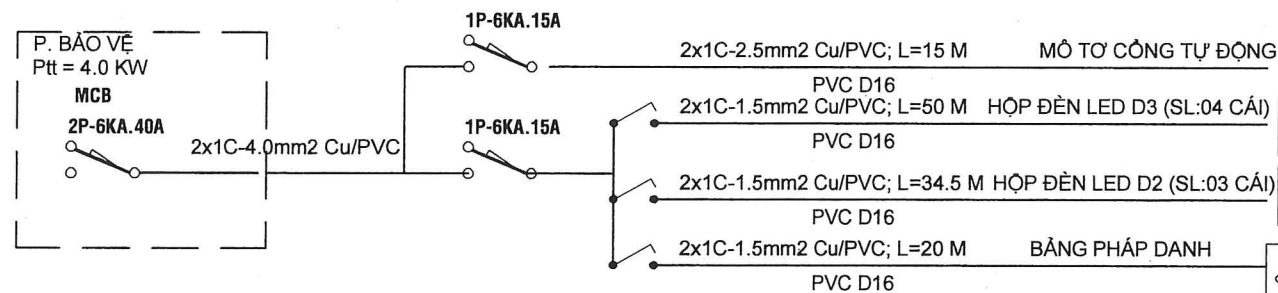 P. BẢO VỆ
Ptt = 4.0 KW
MCB
2P-6KA.40A
2x1C-4.0mm2 Cu/PVC
1P-6KA.15A
2x1C-2.5mm2 Cu/PVC; L=15 M MÔ TƠ CỔNG TỰ ĐỘNG
PVC D16
1P-6KA.15A
2x1C-1.5mm2 Cu/PVC; L=50 M HỘP ĐÈN LED D3 (SL:04 CÁI)
PVC D16
2x1C-1.5mm2 Cu/PVC; L=34.5 M HỘP ĐÈN LED D2 (SL:03 CÁI)
PVC D16
2x1C-1.5mm2 Cu/PVC; L=20 M BẢNG PHÁP DANH
PVC D16